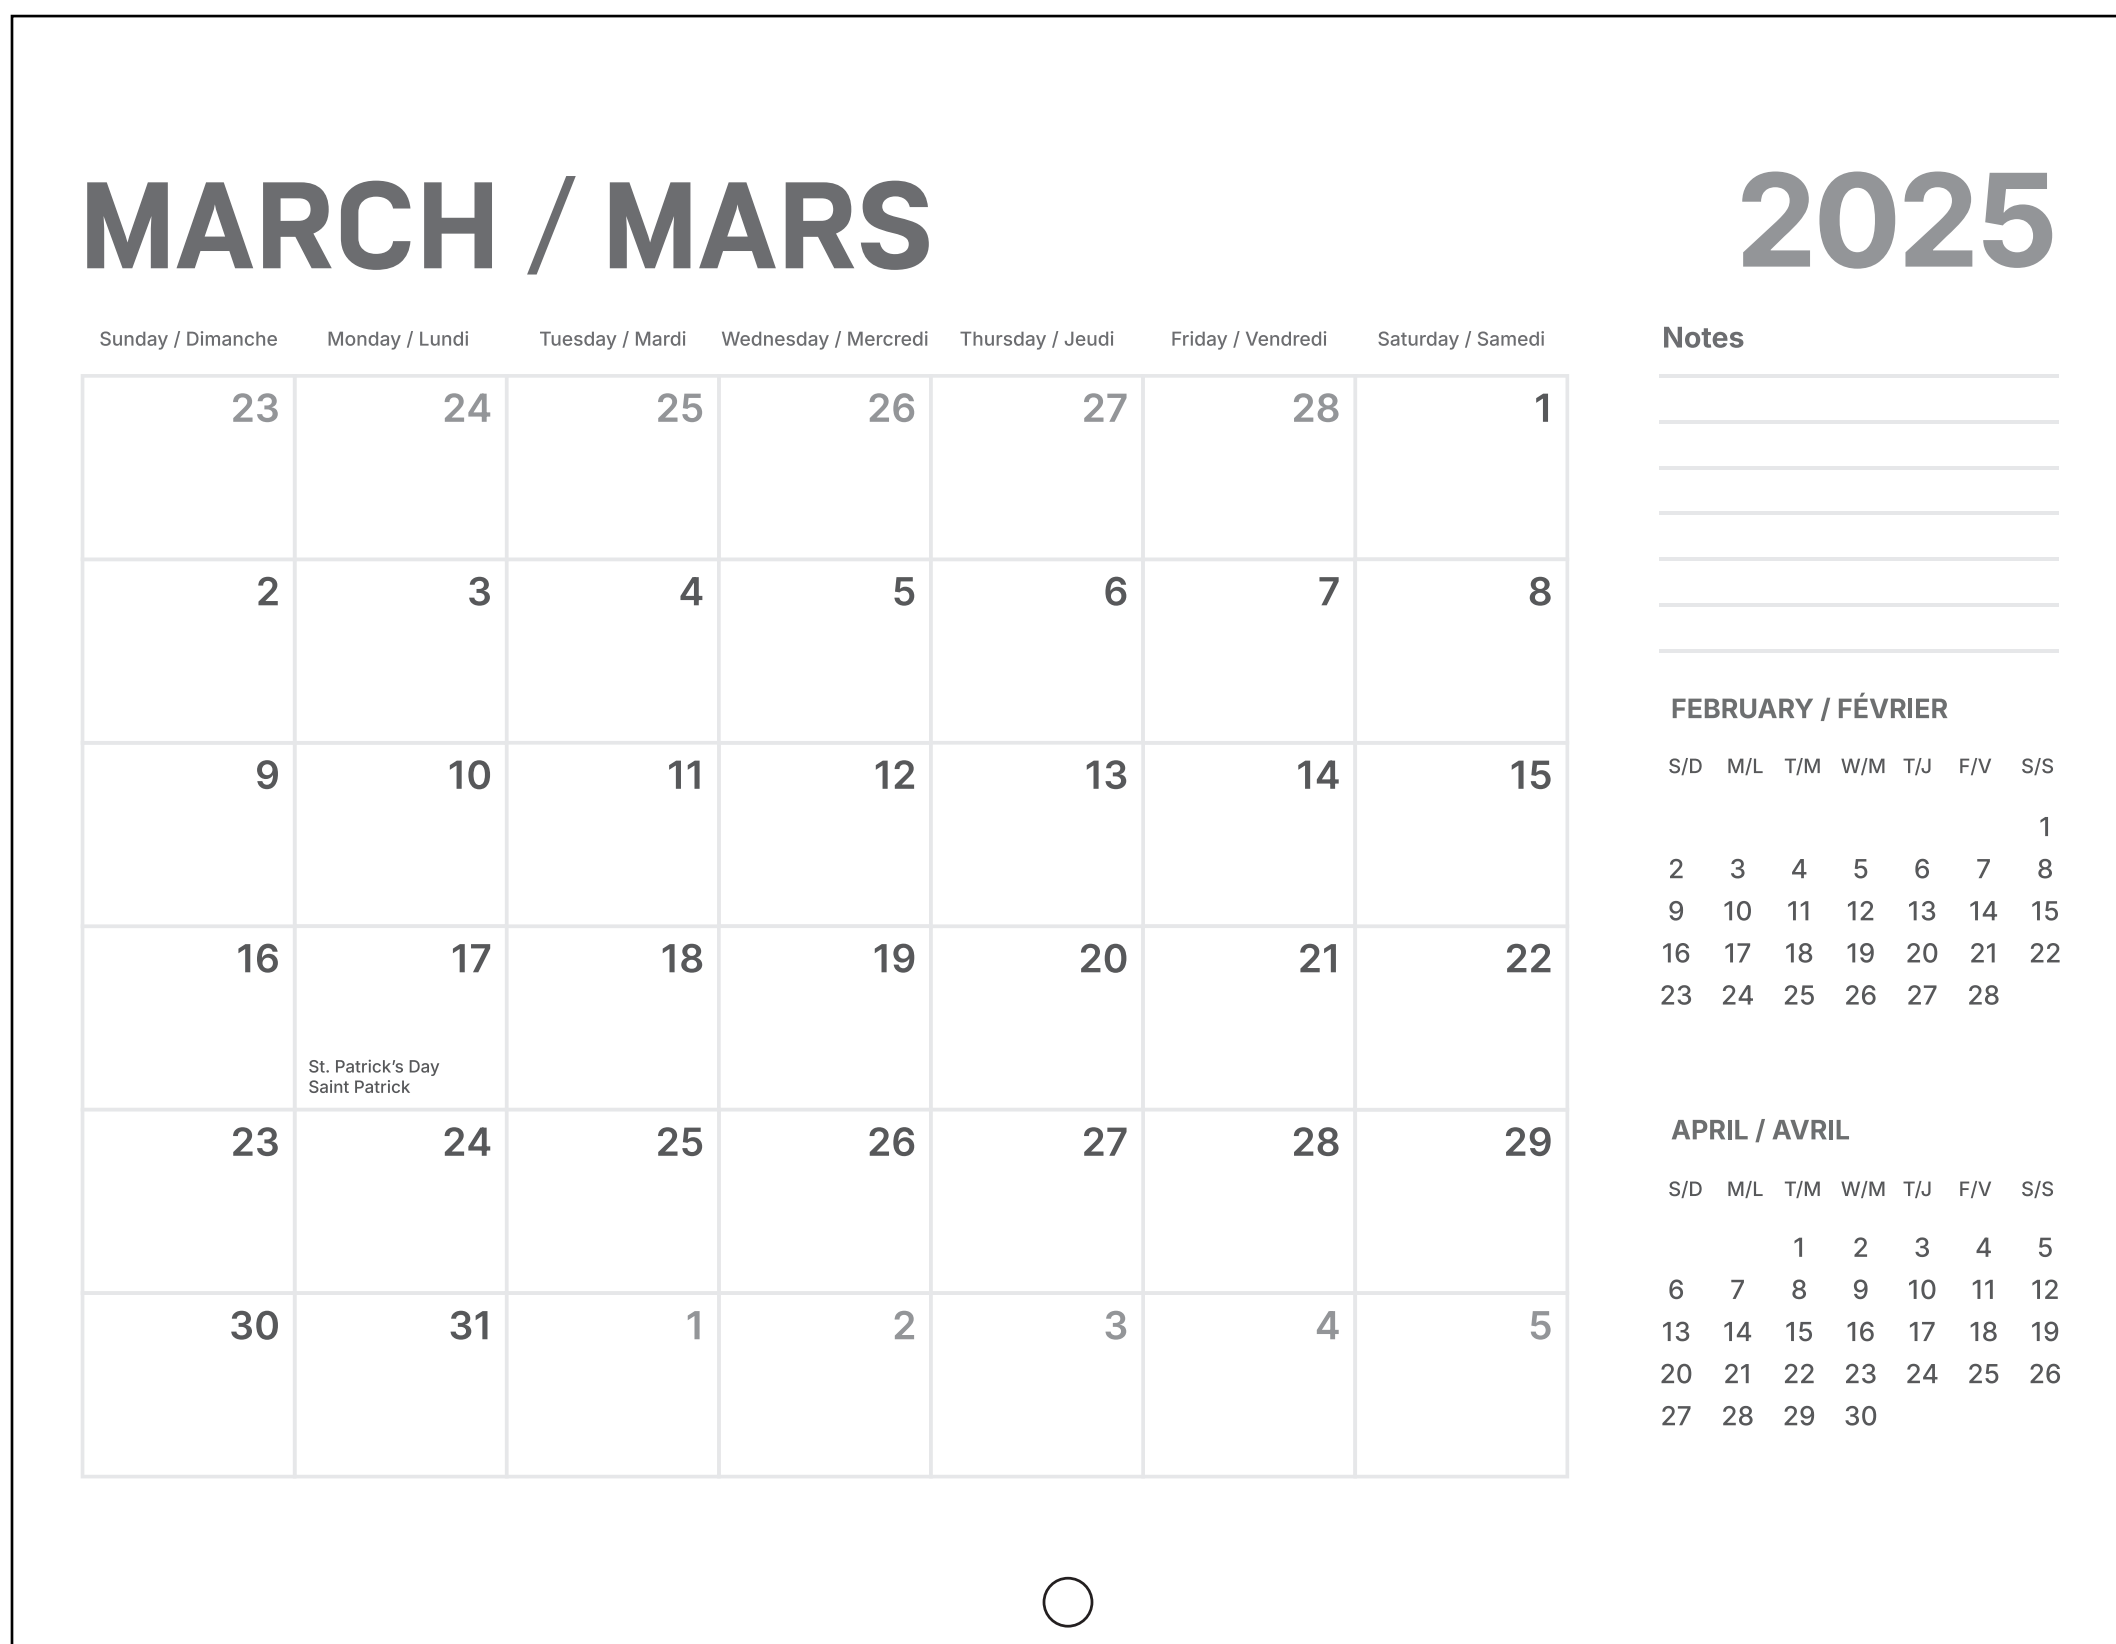 MARCH / MARS
2025
Sunday / Dimanche Monday / Lundi Tuesday / Mardi Wednesday / Mercredi Thursday / Jeudi Friday / Vendredi Saturday / Samedi
23 24 25 26 27 28 1
2 3 4 5 6 7 8
9 10 11 12 13 14 15
16 17 18 19 20 21 22
St. Patrick’s Day
Saint Patrick
23 24 25 26 27 28 29
30 31 1 2 3 4 5
Notes
FEBRUARY / FÉVRIER
S/D M/L T/M W/M T/J F/V S/S
1
2 3 4 5 6 7 8
9 10 11 12 13 14 15
16 17 18 19 20 21 22
23 24 25 26 27 28
APRIL / AVRIL
S/D M/L T/M W/M T/J F/V S/S
1 2 3 4 5
6 7 8 9 10 11 12
13 14 15 16 17 18 19
20 21 22 23 24 25 26
27 28 29 30